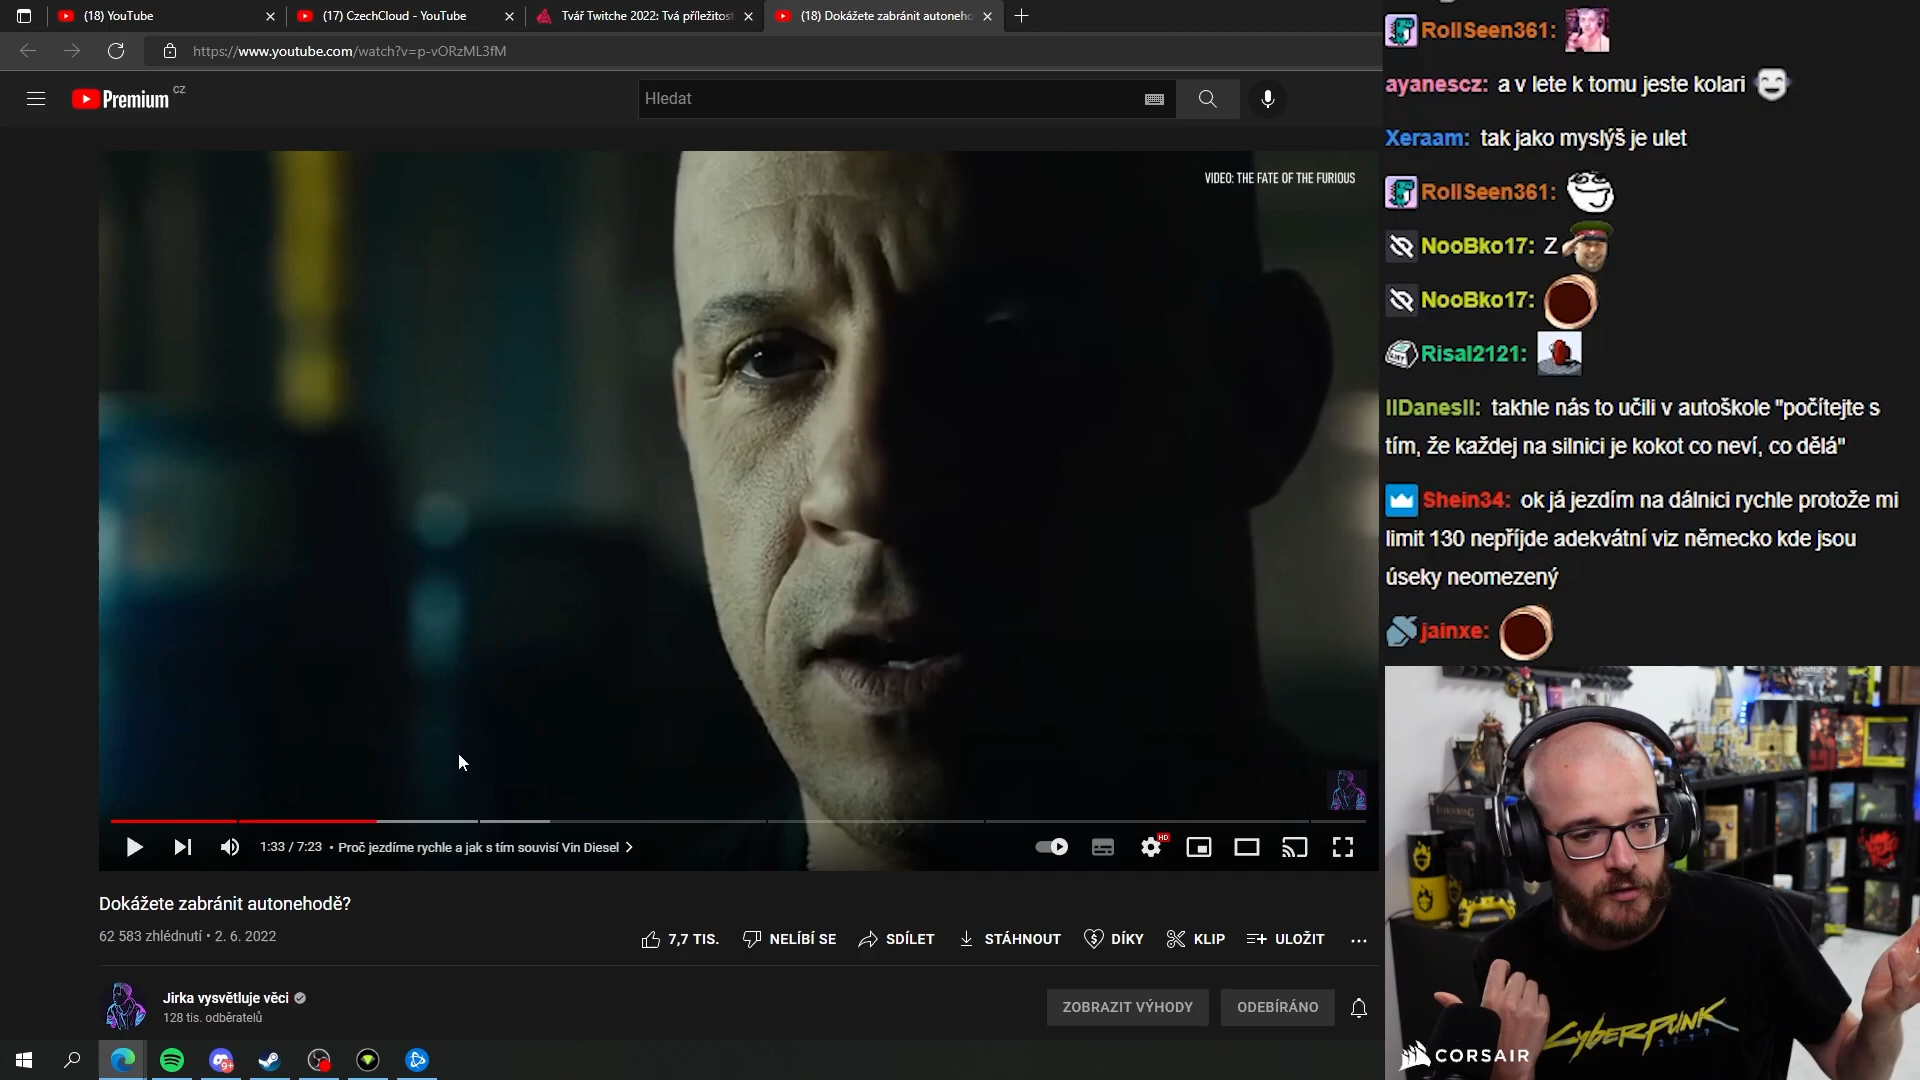 (18) YouTube
(17) CzechCloud - YouTube
Tvář Twitche 2022: Tvá příležitost
(18) Dokážete zabránit autoneho
https://www.youtube.com/watch?v=p-vORzML3fM
Premium CZ
Hledat
VIDEO: THE FATE OF THE FURIOUS
1:33 / 7:23 • Proč jezdíme rychle a jak s tím souvisí Vin Diesel
HD
Dokážete zabránit autonehodě?
62 583 zhlédnutí • 2. 6. 2022
7,7 TIS.
NELÍBÍ SE
SDÍLET
STÁHNOUT
DÍKY
KLIP
ULOŽIT
Jirka vysvětluje věci
128 tis. odběratelů
ZOBRAZIT VÝHODY
ODEBÍRÁNO
9+
RollSeen361:
ayanescz: a v lete k tomu jeste kolari
Xeraam: tak jako myslýš je ulet
RollSeen361:
NooBko17: Z
NooBko17:
Risal2121:
IIDanesII: takhle nás to učili v autoškole "počítejte s
tím, že každej na silnici je kokot co neví, co dělá"
Shein34: ok já jezdím na dálnici rychle protože mi
limit 130 nepříjde adekvátní viz německo kde jsou
úseky neomezený
jainxe:
CYBERPUNK
2077
CORSAIR